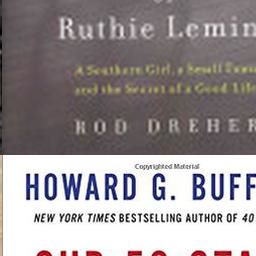 Ruthie Lemin
A Southern Girl, a Small Town
and the Secret of a Good Life
ROD DREHER
Copyrighted Material
HOWARD G. BUFF
NEW YORK TIMES BESTSELLING AUTHOR OF 40